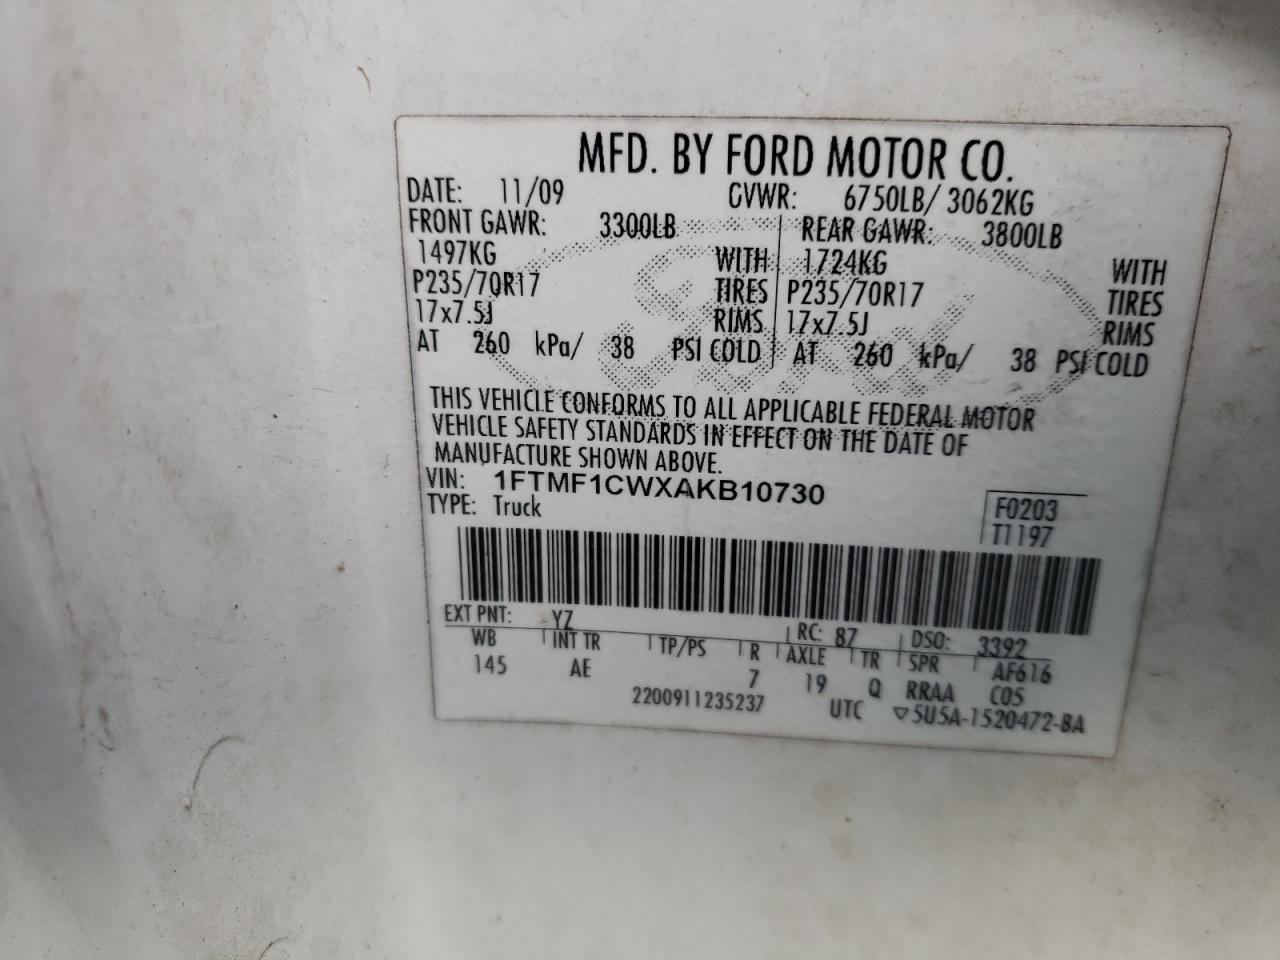 MFD. BY FORD MOTOR CO.
DATE: 11/09 GVWR: 6750LB/ 3062KG
FRONT GAWR: 3300LB REAR GAWR: 3800LB
1497KG WITH 1724KG WITH
P235/70R17 TIRES P235/70R17 TIRES
17x7.5J RIMS 17x7.5J RIMS
AT 260 kPa/ 38 PSI COLD AT 260 kPa/ 38 PSI COLD
Ford
THIS VEHICLE CONFORMS TO ALL APPLICABLE FEDERAL MOTOR
VEHICLE SAFETY STANDARDS IN EFFECT ON THE DATE OF
MANUFACTURE SHOWN ABOVE.
VIN: 1FTMF1CWXAKB10730
TYPE: Truck
F0203
T1197
EXT PNT: YZ RC: 87 DSO: 3392
WB INT TR TP/PS R AXLE TR SPR AF616
145 AE 7 19 Q RRAA C05
2200911235237 UTC ▽5U5A-1520472-BA